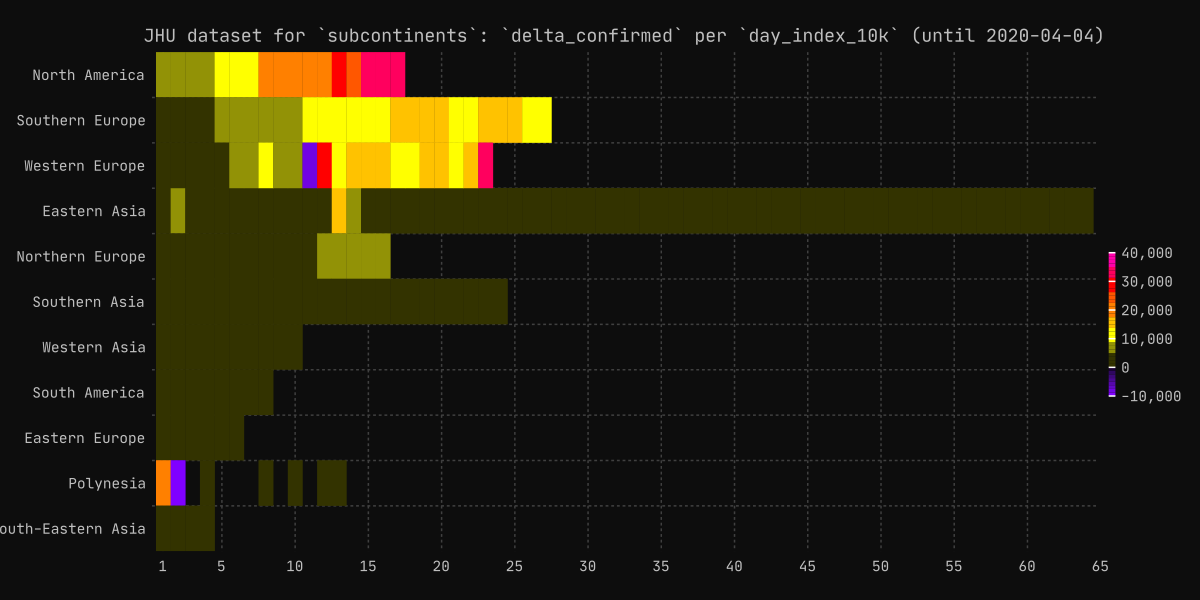 JHU dataset for `subcontinents`: `delta_confirmed` per `day_index_10k` (until 2020-04-04)
North America
Southern Europe
Western Europe
Eastern Asia
Northern Europe
Southern Asia
Western Asia
South America
Eastern Europe
Polynesia
outh-Eastern Asia
1 5 10 15 20 25 30 35 40 45 50 55 60 65
40,000
30,000
20,000
10,000
0
-10,000